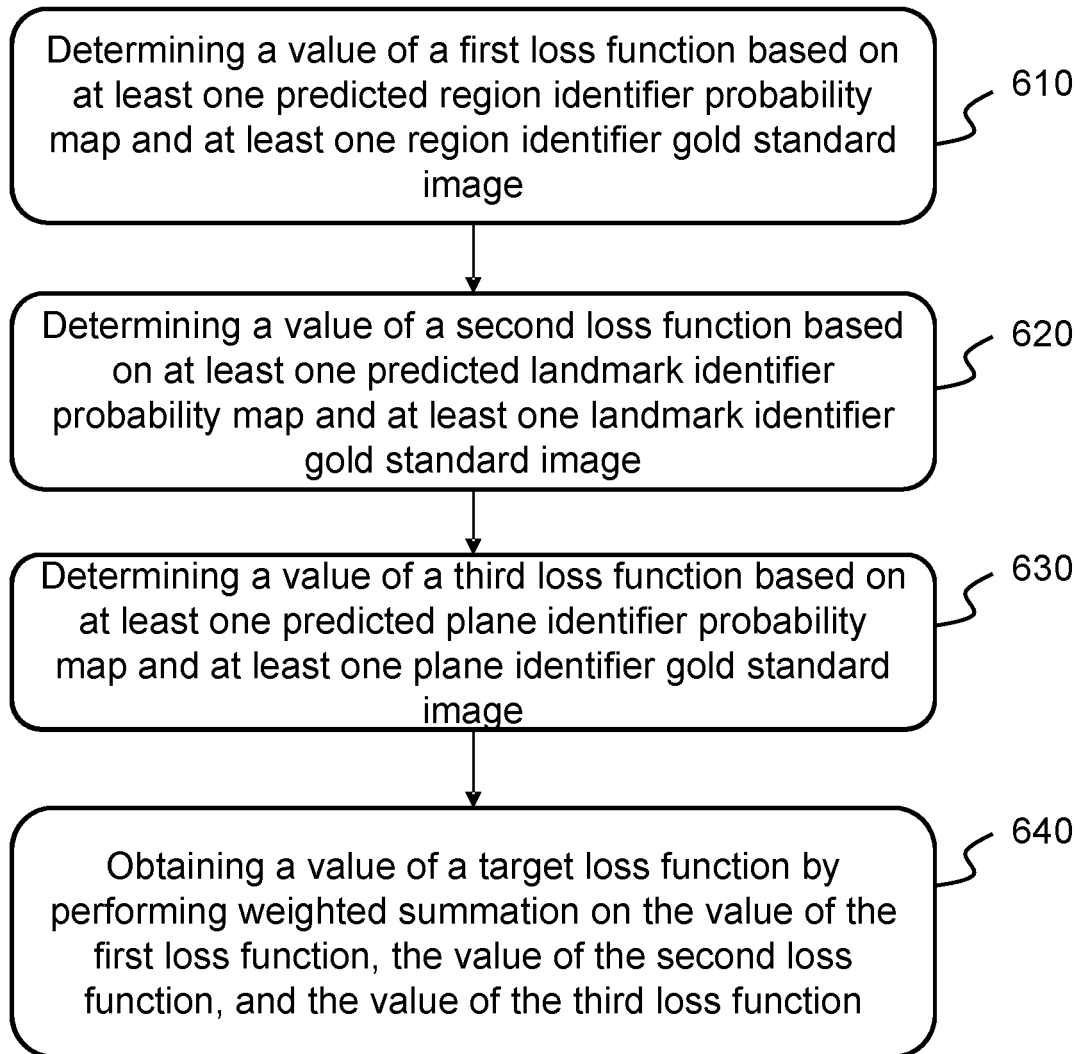 Determining a value of a first loss function based on
at least one predicted region identifier probability
map and at least one region identifier gold standard
image
610
Determining a value of a second loss function based
on at least one predicted landmark identifier
probability map and at least one landmark identifier
gold standard image
620
Determining a value of a third loss function based on
at least one predicted plane identifier probability
map and at least one plane identifier gold standard
image
630
Obtaining a value of a target loss function by
performing weighted summation on the value of the
first loss function, the value of the second loss
function, and the value of the third loss function
640